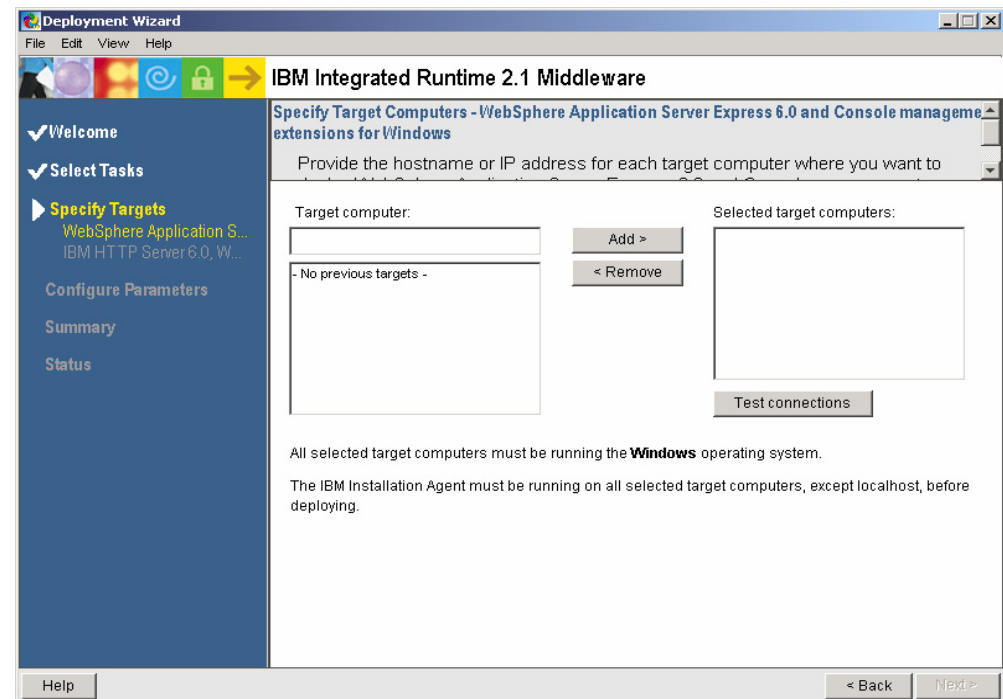 Deployment Wizard
File Edit View Help
IBM Integrated Runtime 2.1 Middleware
Welcome
Select Tasks
Specify Targets
WebSphere Application S...
IBM HTTP Server 6.0, W...
Configure Parameters
Summary
Status
Specify Target Computers - WebSphere Application Server Express 6.0 and Console manageme
extensions for Windows
Provide the hostname or IP address for each target computer where you want to
Target computer:
Add >
< Remove
- No previous targets -
Selected target computers:
Test connections
All selected target computers must be running the Windows operating system.
The IBM Installation Agent must be running on all selected target computers, except localhost, before
deploying.
Help
< Back
Next >